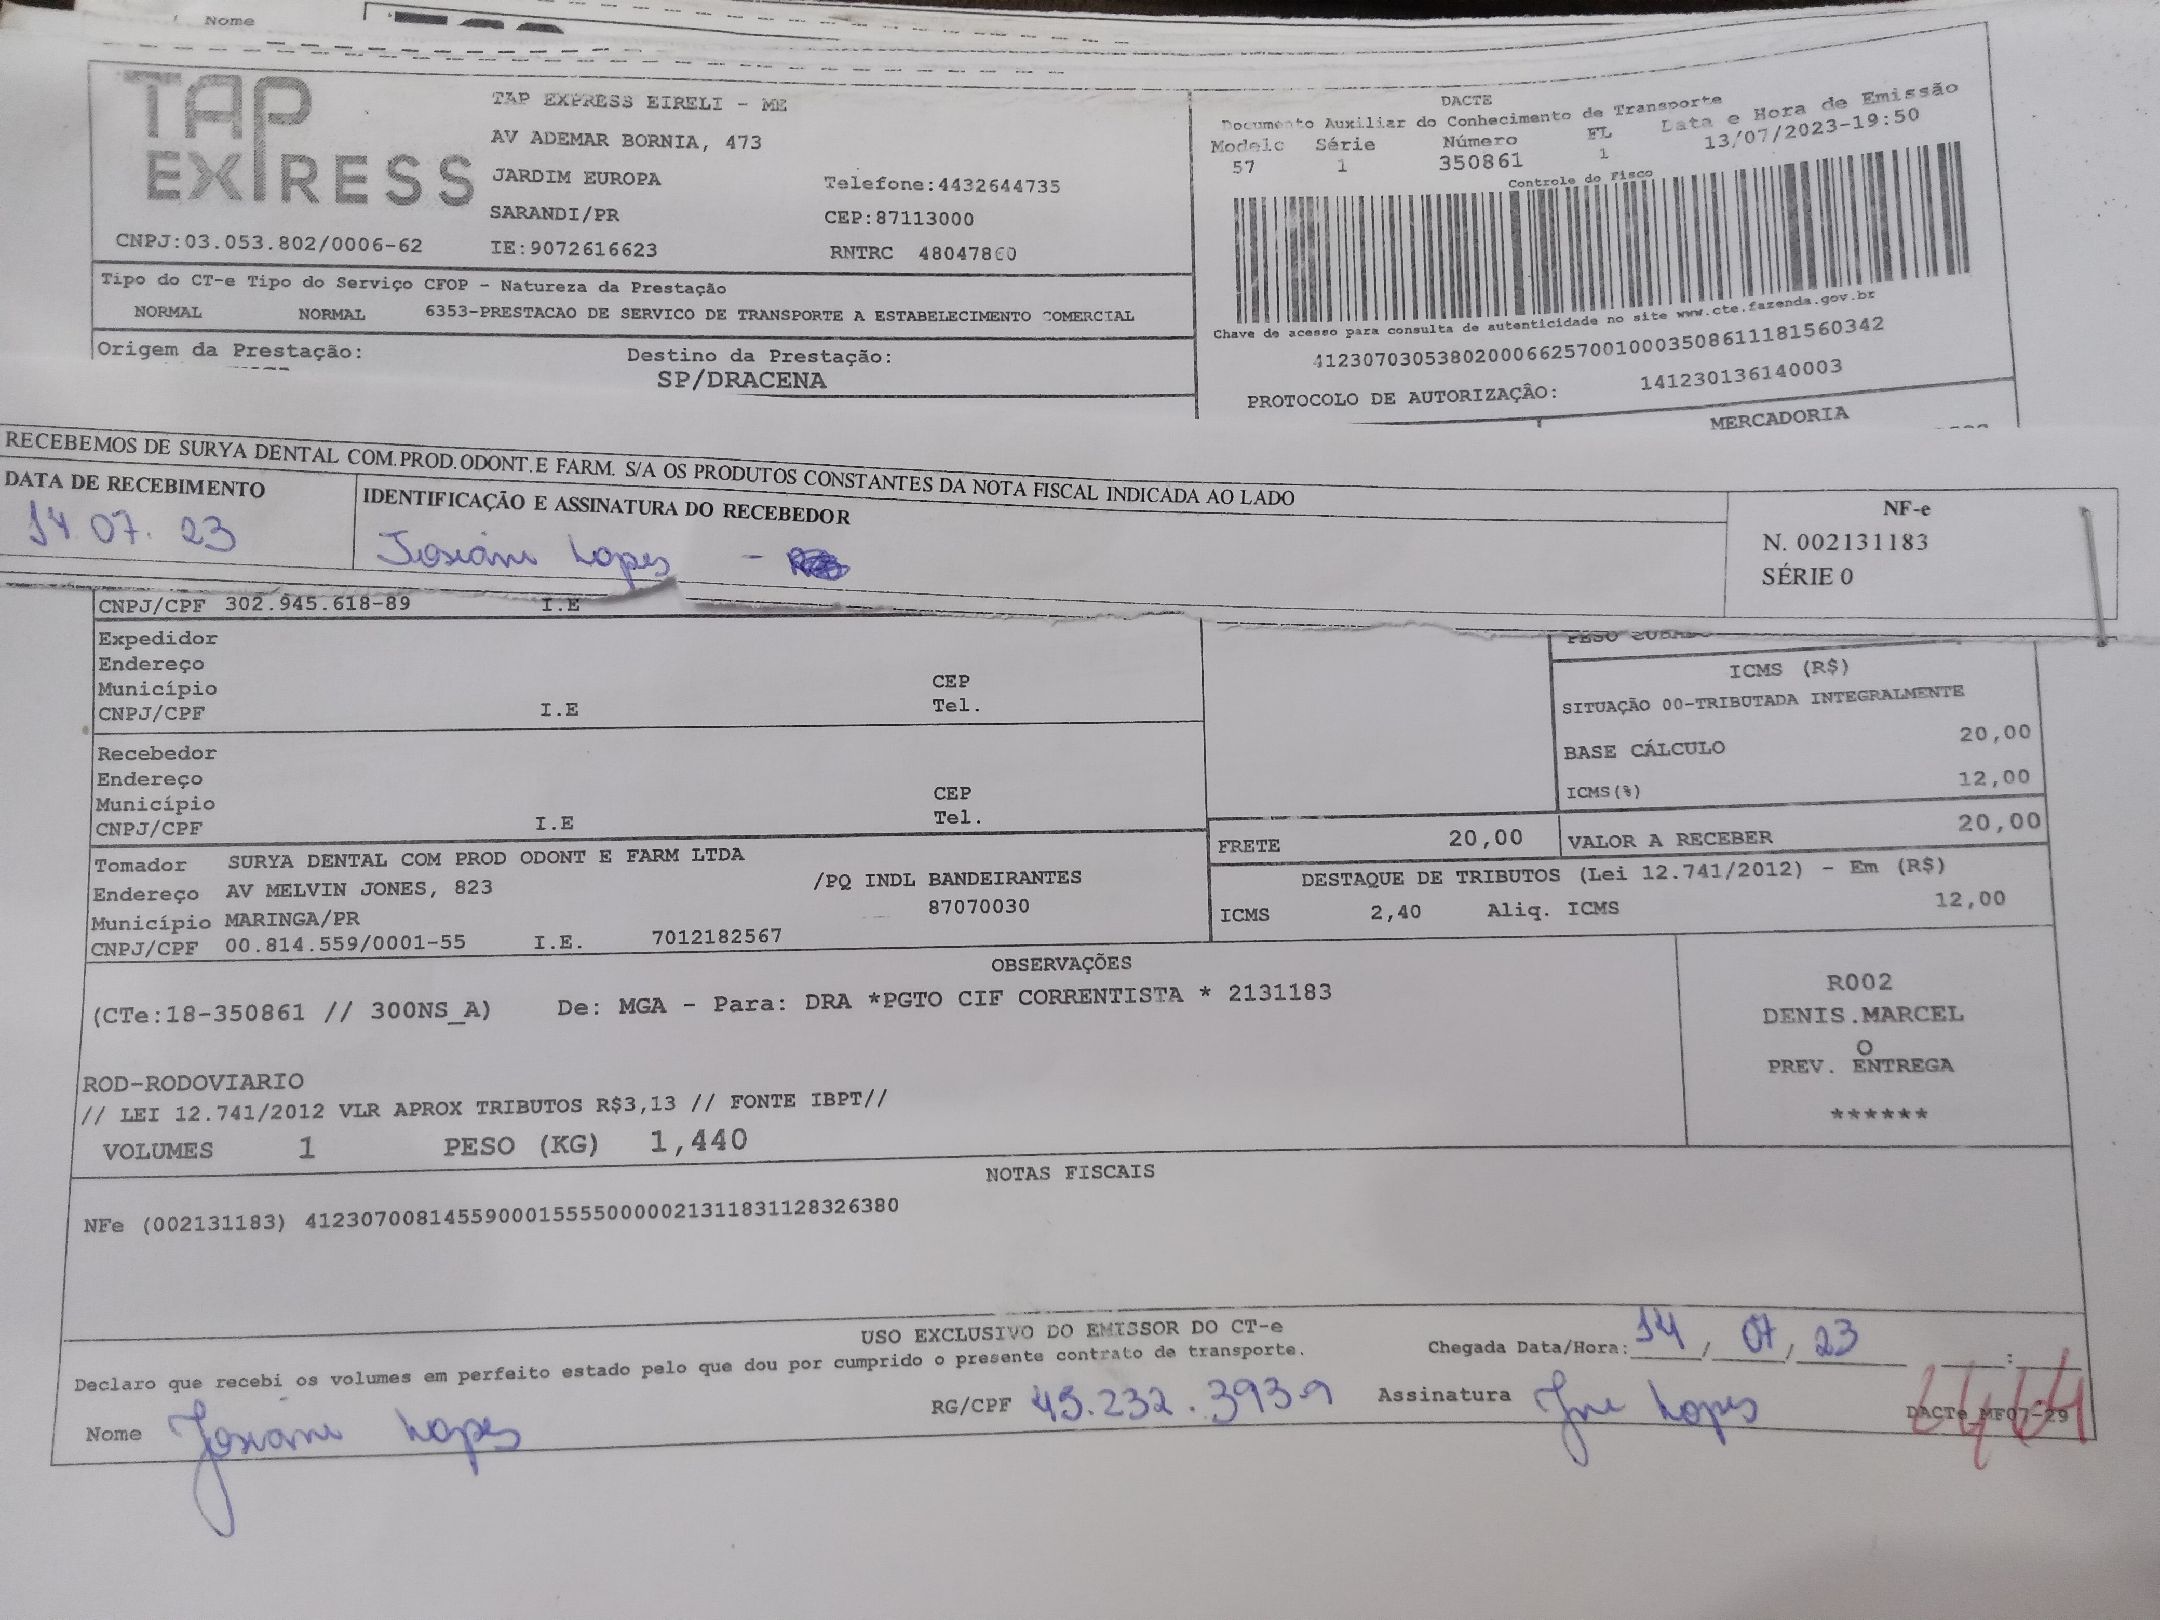 Nome
TAP EXPRESS
TAP EXPRESS EIRELI - ME
AV ADEMAR BORNIA, 473
JARDIM EUROPA Telefone:4432644735
SARANDI/PR CEP:87113000
CNPJ:03.053.802/0006-62 IE:9072616623 RNTRC 48047860
Tipo do CT-e Tipo do Serviço CFOP - Natureza da Prestação
NORMAL NORMAL 6353-PRESTACAO DE SERVICO DE TRANSPORTE A ESTABELECIMENTO COMERCIAL
Origem da Prestação: Destino da Prestação:
SP/DRACENA
DACTE
Documento Auxiliar do Conhecimento de Transporte
Modelo Série Número FL Data e Hora de Emissão
57 1 350861 1 13/07/2023-19:50
Controle do Fisco
Chave de acesso para consulta de autenticidade no site www.cte.fazenda.gov.br
41230703053802000662570010003508611181560342
PROTOCOLO DE AUTORIZAÇÃO: 141230136140003
MERCADORIA
RECEBEMOS DE SURYA DENTAL COM.PROD.ODONT.E FARM. S/A OS PRODUTOS CONSTANTES DA NOTA FISCAL INDICADA AO LADO
DATA DE RECEBIMENTO IDENTIFICAÇÃO E ASSINATURA DO RECEBEDOR
14.07.23 Josiani Lopes -
NF-e
N. 002131183
SÉRIE 0
CNPJ/CPF 302.945.618-89 I.E
Expedidor
Endereço
Município CEP
CNPJ/CPF I.E Tel.
Recebedor
Endereço
Município CEP
CNPJ/CPF I.E Tel.
PESO CUBADO
ICMS (R$)
SITUAÇÃO 00-TRIBUTADA INTEGRALMENTE
BASE CÁLCULO 20,00
ICMS(%) 12,00
FRETE 20,00 VALOR A RECEBER 20,00
Tomador SURYA DENTAL COM PROD ODONT E FARM LTDA
Endereço AV MELVIN JONES, 823 /PQ INDL BANDEIRANTES
Município MARINGA/PR 87070030
CNPJ/CPF 00.814.559/0001-55 I.E. 7012182567
DESTAQUE DE TRIBUTOS (Lei 12.741/2012) - Em (R$)
ICMS 2,40 Aliq. ICMS 12,00
OBSERVAÇÕES
(CTe:18-350861 // 300NS_A) De: MGA - Para: DRA *PGTO CIF CORRENTISTA * 2131183
R002
DENIS.MARCEL
O
PREV. ENTREGA
******
ROD-RODOVIARIO
// LEI 12.741/2012 VLR APROX TRIBUTOS R$3,13 // FONTE IBPT//
VOLUMES 1 PESO (KG) 1,440
NOTAS FISCAIS
NFe (002131183) 41230700814559000155550000021311831128326380
USO EXCLUSIVO DO EMISSOR DO CT-e
Declaro que recebi os volumes em perfeito estado pelo que dou por cumprido o presente contrato de transporte.
Chegada Data/Hora: 14 / 07 / 23 :
Nome Josiani Lopes RG/CPF 45.232.393 9 Assinatura Lopes
DACTe_MF07-29